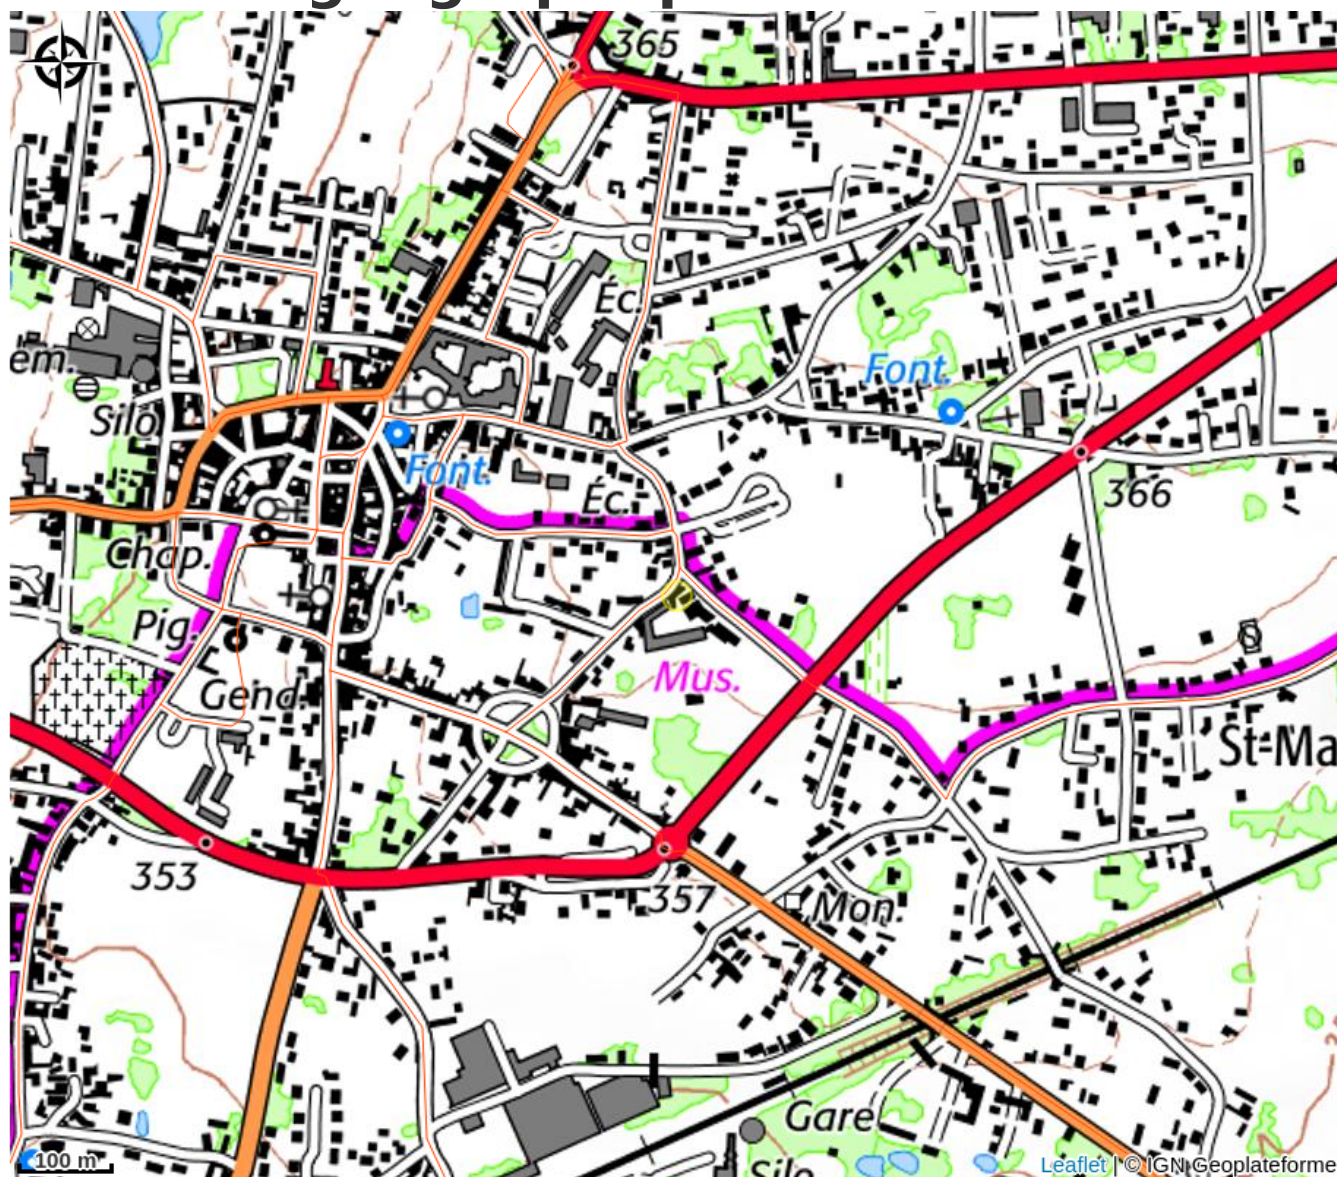 365
Éc.
Font.
em.
Silo
Font.
Éc.
366
Chap.
Pig.
Mus.
Gend.
St-Ma
353
357
Mon.
Gare
Silo
100 m
Leaflet | © IGN Geoplateforme